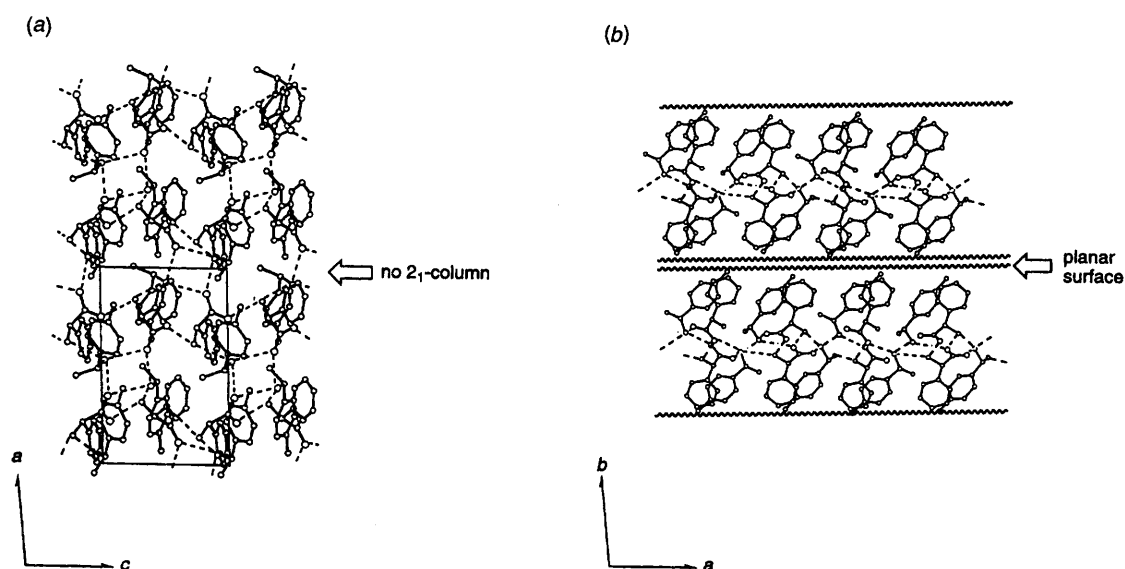 (a)
(b)
no 2₁-column
planar
surface
a
c
b
a